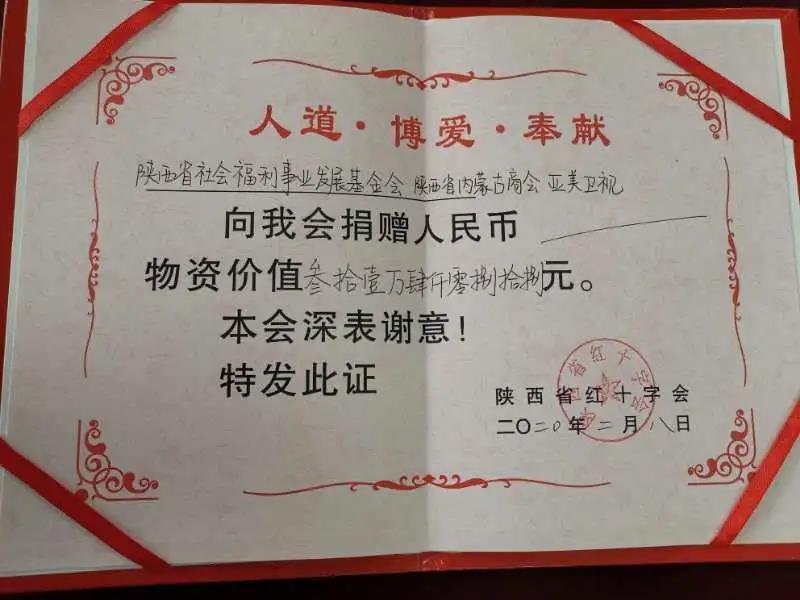 人道·博爱·奉献
陕西省社会福利事业发展基金会 陕西省内蒙古商会 亚美卫视
向我会捐赠人民币
物资价值叁拾壹万肆仟零捌拾捌元。
本会深表谢意!
特发此证
陕西省红十字会
二〇二〇年二月八日